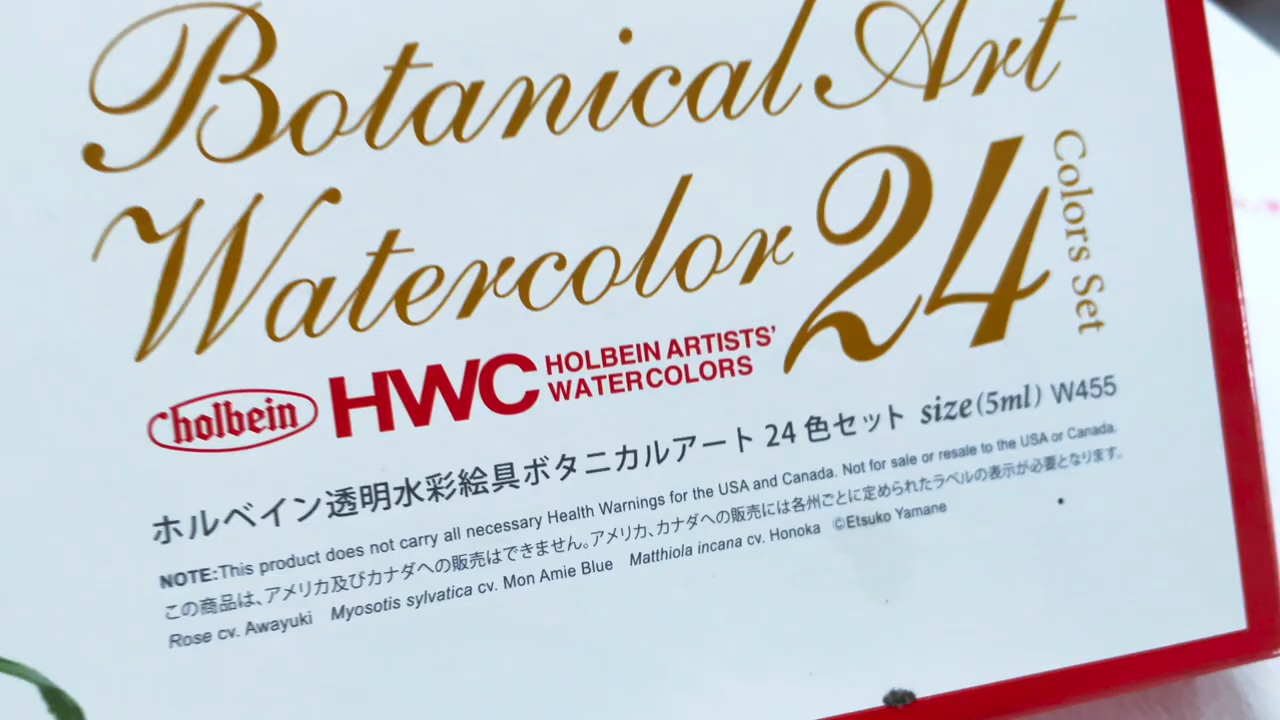 Botanical Art
Watercolor 24
Colors Set
holbein HWC HOLBEIN ARTISTS'
WATERCOLORS
ホルベイン透明水彩絵具ボタニカルアート 24 色セット size(5ml) W455
NOTE:This product does not carry all necessary Health Warnings for the USA and Canada. Not for sale or resale to the USA or Canada.
この商品は、アメリカ及びカナダへの販売はできません。アメリカ、カナダへの販売には各州ごとに定められたラベルの表示が必要となります。
Rose cv. Awayuki Myosotis sylvatica cv. Mon Amie Blue Matthiola incana cv. Honoka ©Etsuko Yamane